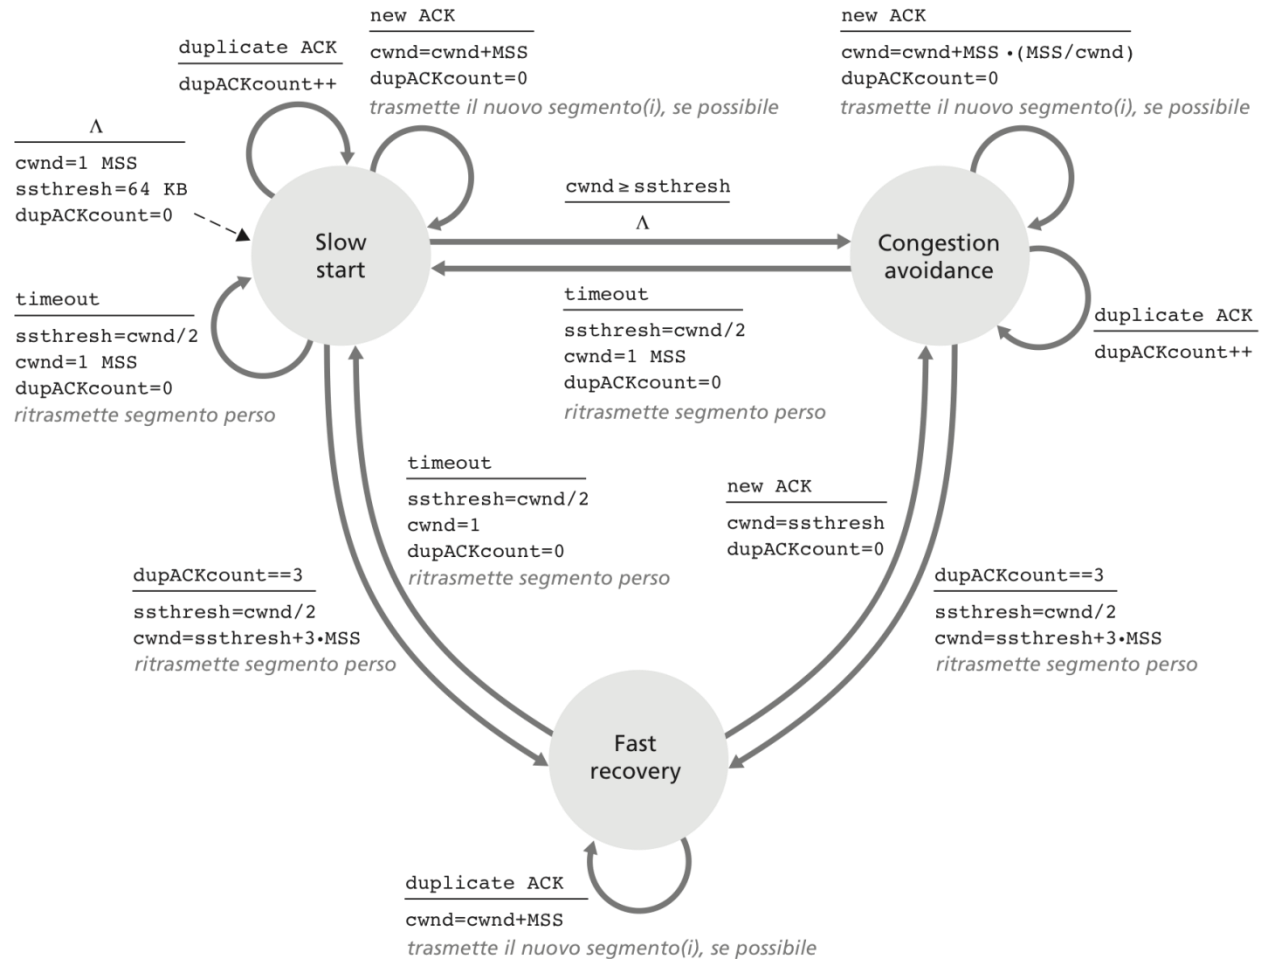 new ACK
cwnd=cwnd+MSS
dupACKcount=0
trasmette il nuovo segmento(i), se possibile
new ACK
cwnd=cwnd+MSS •(MSS/cwnd)
dupACKcount=0
trasmette il nuovo segmento(i), se possibile
duplicate ACK
dupACKcount++
Λ
cwnd=1 MSS
ssthresh=64 KB
dupACKcount=0
cwnd≥ssthresh
Λ
Slow
start
Congestion
avoidance
timeout
ssthresh=cwnd/2
cwnd=1 MSS
dupACKcount=0
ritrasmette segmento perso
timeout
ssthresh=cwnd/2
cwnd=1 MSS
dupACKcount=0
ritrasmette segmento perso
duplicate ACK
dupACKcount++
timeout
ssthresh=cwnd/2
cwnd=1
dupACKcount=0
ritrasmette segmento perso
new ACK
cwnd=ssthresh
dupACKcount=0
dupACKcount==3
ssthresh=cwnd/2
cwnd=ssthresh+3•MSS
ritrasmette segmento perso
dupACKcount==3
ssthresh=cwnd/2
cwnd=ssthresh+3•MSS
ritrasmette segmento perso
Fast
recovery
duplicate ACK
cwnd=cwnd+MSS
trasmette il nuovo segmento(i), se possibile